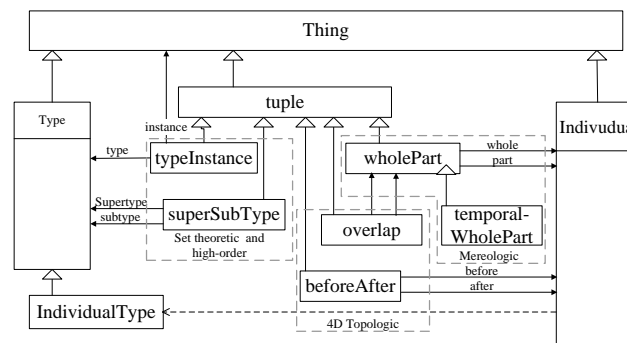 Thing
tuple
Type
Indivudual
instance
type
typeInstance
wholePart
whole
part
Supertype
subtype
superSubType
overlap
temporal-
WholePart
Set theoretic and
high-order
Mereologic
beforeAfter
before
after
IndividualType
4D Topologic